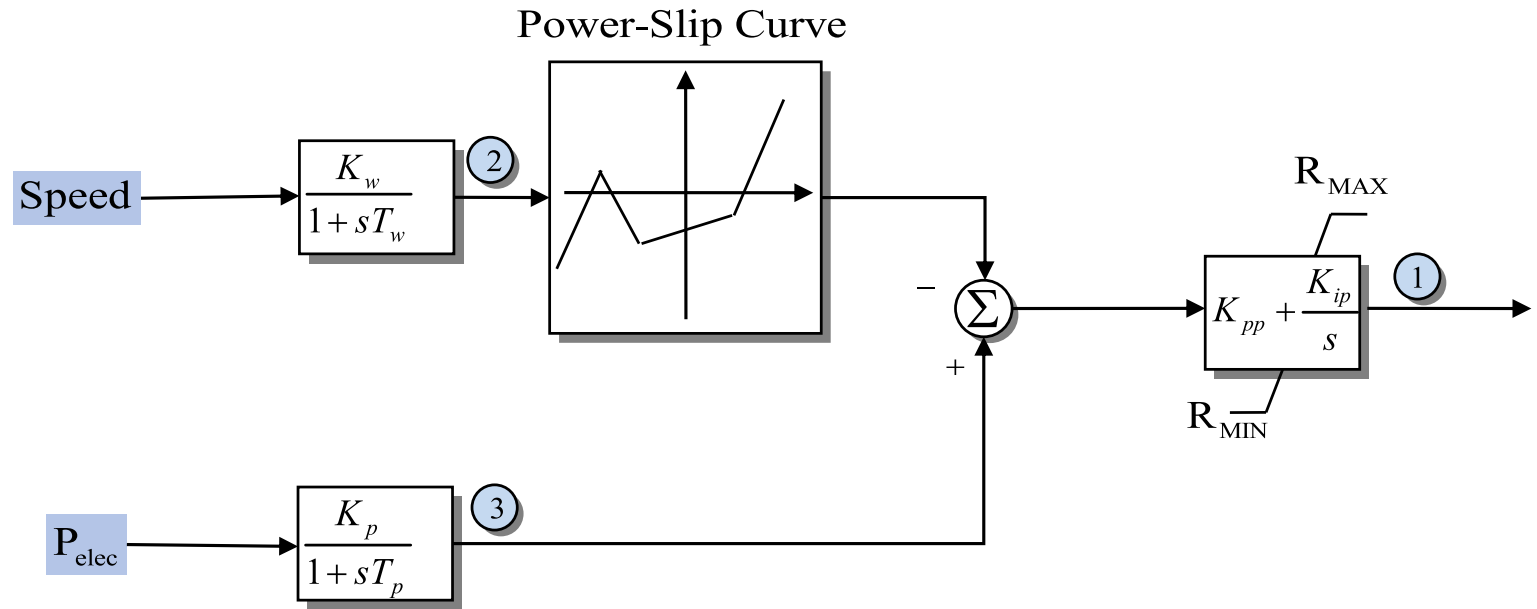 Power-Slip Curve
Speed
K_w
1 + sT_w
2
−
Σ
+
R_MAX
K_pp + K_ip / s
1
R_MIN
P_elec
K_p
1 + sT_p
3